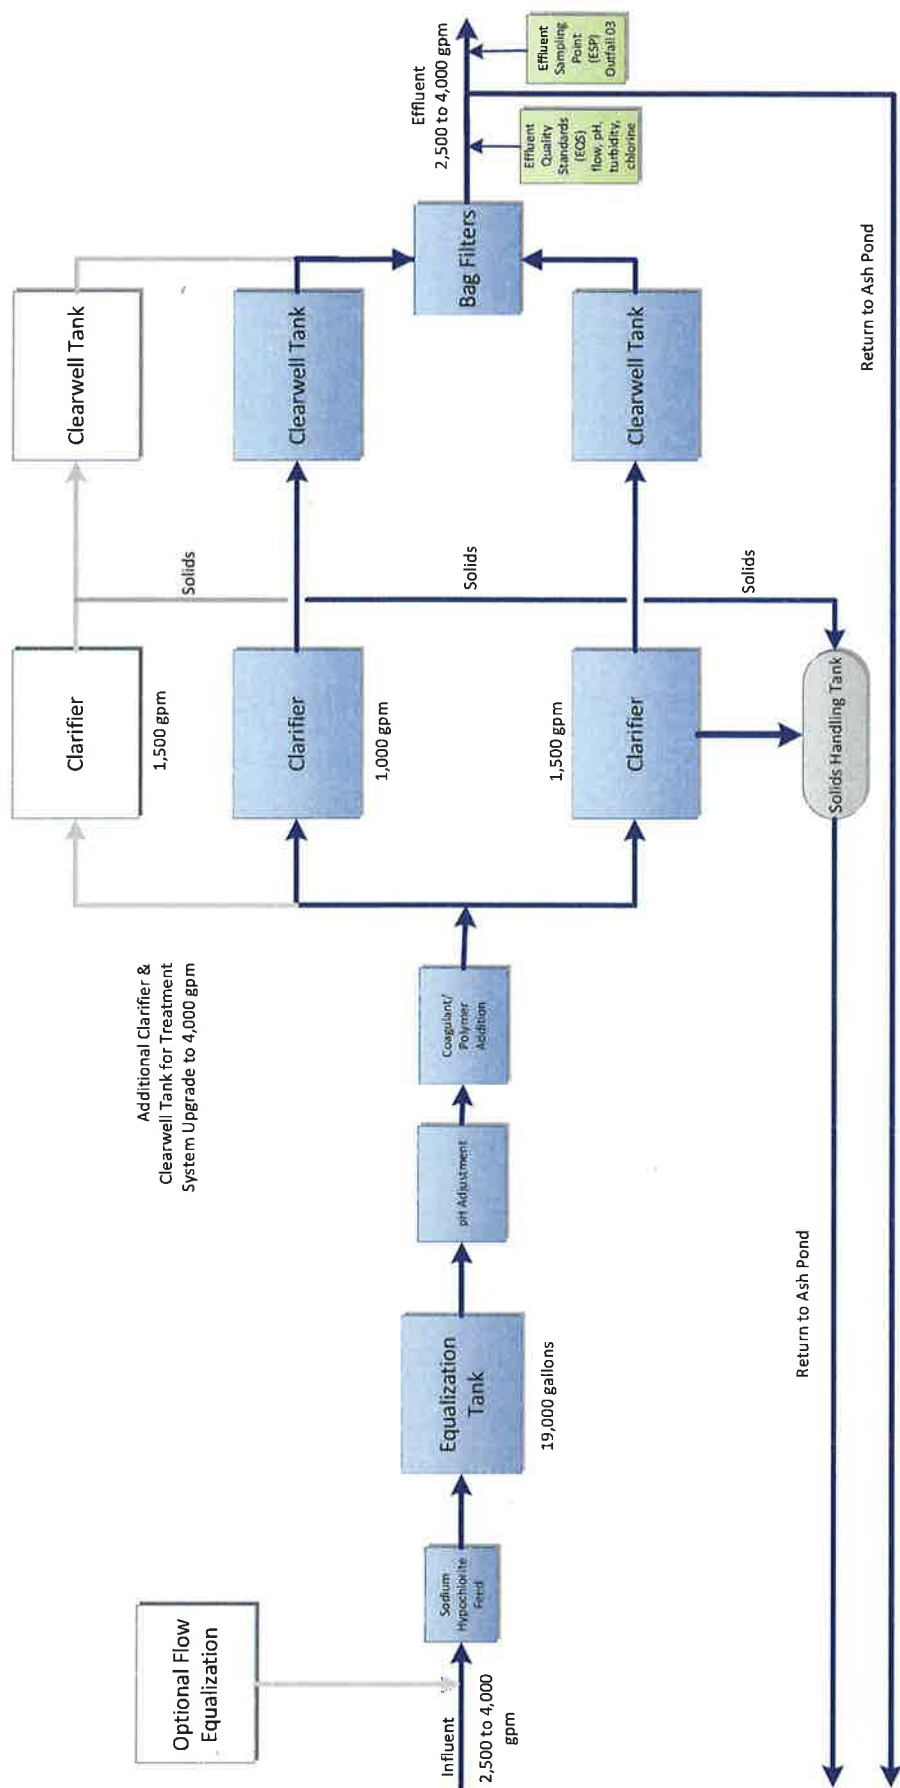 Optional Flow
Equalization
Influent
2,500 to 4,000
gpm
Sodium
Hypochlorite
Feed
Equalization
Tank
19,000 gallons
pH Adjustment
Coagulant/
Polymer
Addition
Additional Clarifier &
Clearwell Tank for Treatment
System Upgrade to 4,000 gpm
Clarifier
1,500 gpm
Clarifier
1,000 gpm
1,500 gpm
Clarifier
Solids
Solids
Solids
Solids Handling Tank
Clearwell Tank
Clearwell Tank
Clearwell Tank
Bag Filters
Effluent
2,500 to 4,000 gpm
Effluent
Quality
Standards
(EQS)
flow, pH,
turbidity,
chlorine
Effluent
Sampling
Point
(ESP)
Outfall 03
Return to Ash Pond
Return to Ash Pond